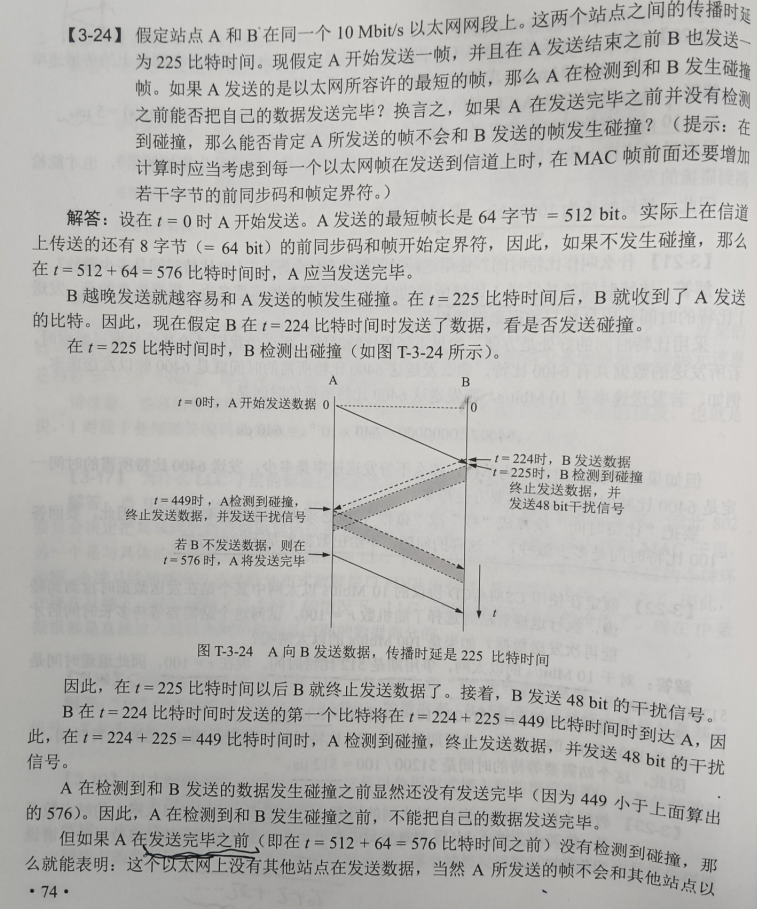 【3-24】 假定站点 A 和 B 在同一个 10 Mbit/s 以太网网段上。这两个站点之间的传播时延
为 225 比特时间。现假定 A 开始发送一帧，并且在 A 发送结束之前 B 也发送一
帧。如果 A 发送的是以太网所容许的最短的帧，那么 A 在检测到和 B 发生碰撞
之前能否把自己的数据发送完毕？换言之，如果 A 在发送完毕之前并没有检测
到碰撞，那么能否肯定 A 所发送的帧不会和 B 发送的帧发生碰撞？（提示：在
计算时应当考虑到每一个以太网帧在发送到信道上时，在 MAC 帧前面还要增加
若干字节的前同步码和帧定界符。）
解答：设在 t = 0 时 A 开始发送。A 发送的最短帧长是 64 字节 = 512 bit。实际上在信道
上传送的还有 8 字节（= 64 bit）的前同步码和帧开始定界符，因此，如果不发生碰撞，那么
在 t = 512 + 64 = 576 比特时间时，A 应当发送完毕。
B 越晚发送就越容易和 A 发送的帧发生碰撞。在 t = 225 比特时间后，B 就收到了 A 发送
的比特。因此，现在假定 B 在 t = 224 比特时间时发送了数据，看是否发送碰撞。
在 t = 225 比特时间时，B 检测出碰撞（如图 T-3-24 所示）。
A B
t = 0时，A 开始发送数据 0 0
t = 224时，B 发送数据
t = 225时，B 检测到碰撞
终止发送数据，并
发送48 bit干扰信号
t = 449时，A检测到碰撞，
终止发送数据，并发送干扰信号
若 B 不发送数据，则在
t = 576 时，A 将发送完毕
t
图 T-3-24 A 向 B 发送数据，传播时延是 225 比特时间
因此，在 t = 225 比特时间以后 B 就终止发送数据了。接着，B 发送 48 bit 的干扰信号。
B 在 t = 224 比特时间时发送的第一个比特将在 t = 224 + 225 = 449 比特时间时到达 A，因
此，在 t = 224 + 225 = 449 比特时间时，A 检测到碰撞，终止发送数据，并发送 48 bit 的干扰
信号。
A 在检测到和 B 发送的数据发生碰撞之前显然还没有发送完毕（因为 449 小于上面算出
的 576）。因此，A 在检测到和 B 发生碰撞之前，不能把自己的数据发送完毕。
但如果 A 在发送完毕之前（即在 t = 512 + 64 = 576 比特时间之前）没有检测到碰撞，那
么就能表明：这个以太网上没有其他站点在发送数据，当然 A 所发送的帧不会和其他站点以
· 74 ·